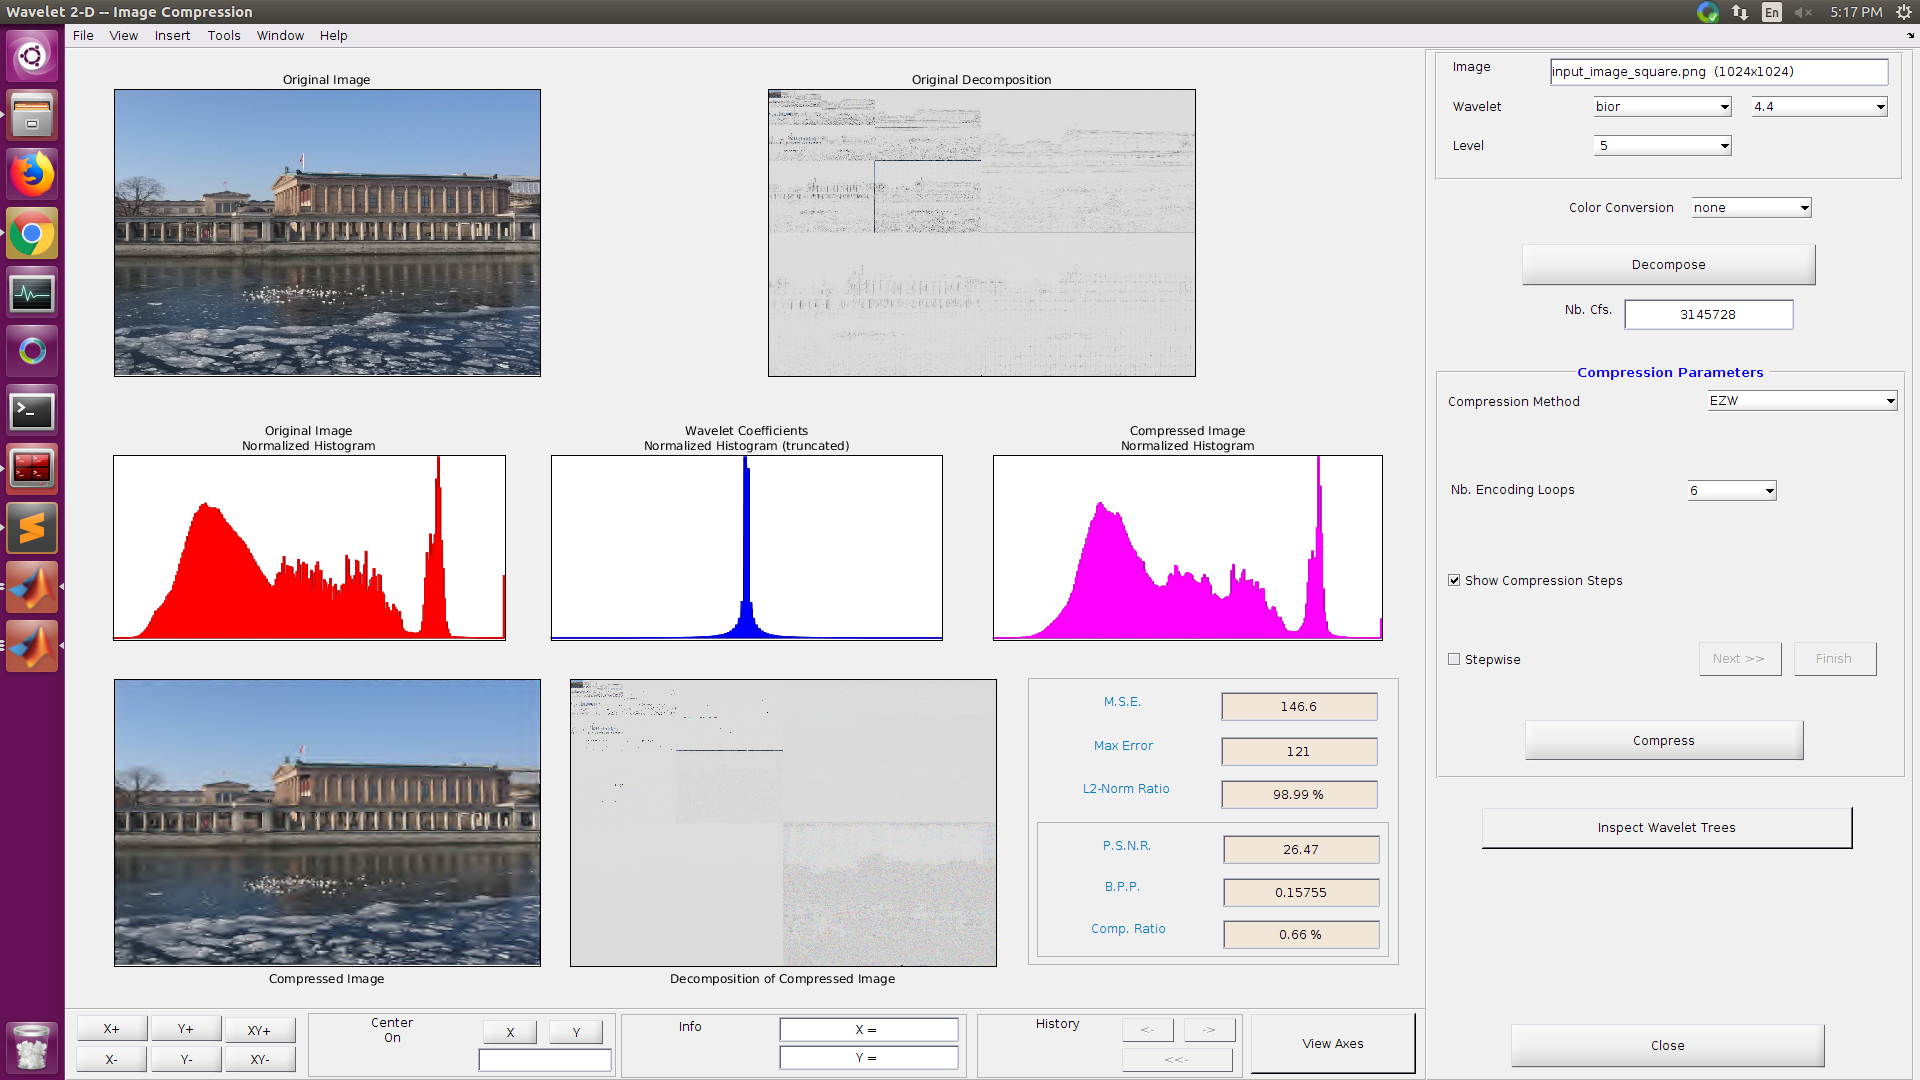 Wavelet 2-D -- Image Compression
En
5:17 PM
File View Insert Tools Window Help
Original Image
Original Decomposition
Image
input_image_square.png (1024x1024)
Wavelet
bior
4.4
Level
5
Color Conversion
none
Decompose
Nb. Cfs.
3145728
Compression Parameters
Compression Method
EZW
Nb. Encoding Loops
6
Show Compression Steps
Stepwise
Next >>
Finish
Compress
Inspect Wavelet Trees
Close
Original Image
Normalized Histogram
Wavelet Coefficients
Normalized Histogram (truncated)
Compressed Image
Normalized Histogram
M.S.E.
146.6
Max Error
121
L2-Norm Ratio
98.99 %
P.S.N.R.
26.47
B.P.P.
0.15755
Comp. Ratio
0.66 %
Compressed Image
Decomposition of Compressed Image
X+
Y+
XY+
X-
Y-
XY-
Center
On
X
Y
Info
X =
Y =
History
<-
->
<<-
View Axes